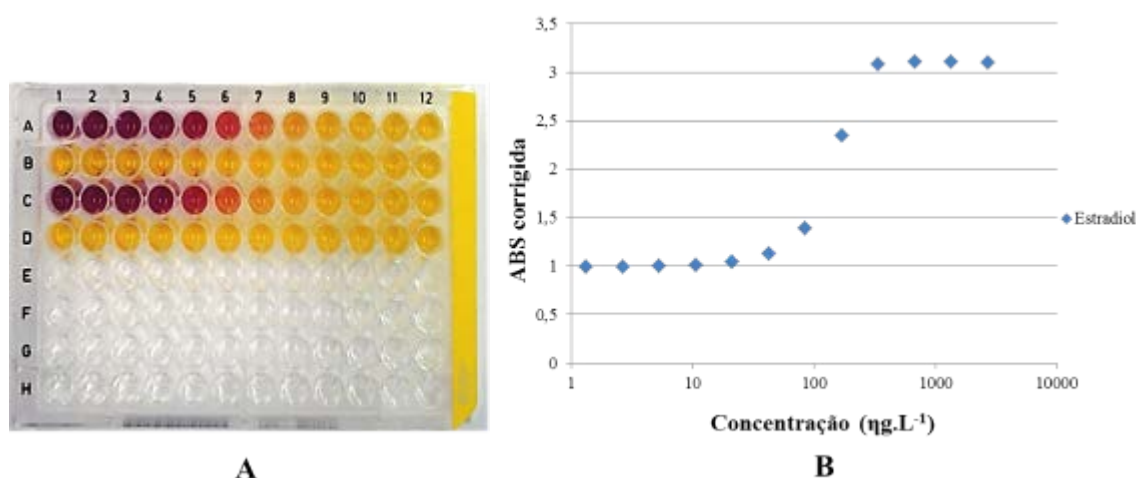 1 2 3 4 5 6 7 8 9 10 11 12
A
B
C
D
E
F
G
H
A
ABS corrigida
3,5
3
2,5
2
1,5
1
0,5
0
1 10 100 1000 10000
Concentração (ηg.L⁻¹)
Estradiol
B